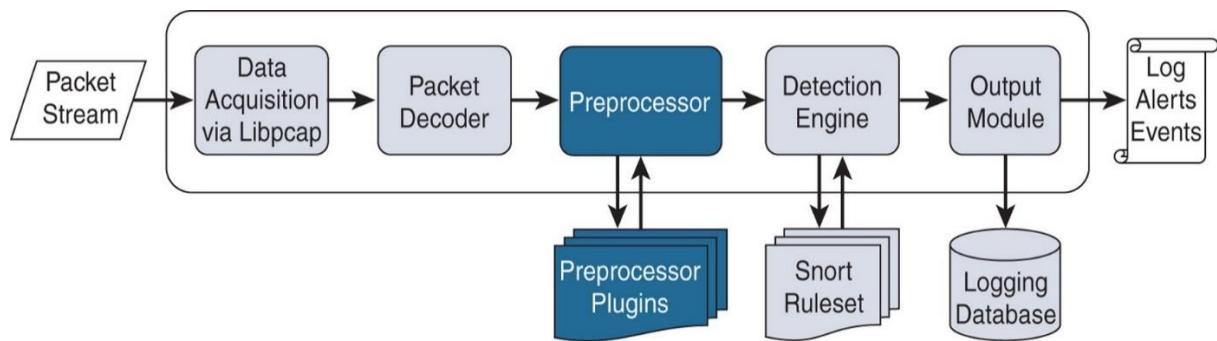 Packet
Stream
Data
Acquisition
via Libpcap
Packet
Decoder
Preprocessor
Detection
Engine
Output
Module
Log
Alerts
Events
Preprocessor
Plugins
Snort
Ruleset
Logging
Database